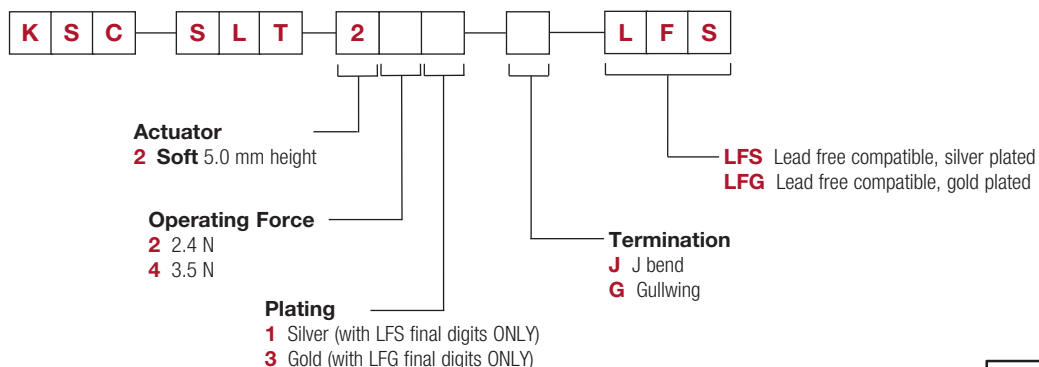 K S C S L T 2 L F S
Actuator
2 Soft 5.0 mm height
LFS Lead free compatible, silver plated
LFG Lead free compatible, gold plated
Operating Force
2 2.4 N
4 3.5 N
Termination
J J bend
G Gullwing
Plating
1 Silver (with LFS final digits ONLY)
3 Gold (with LFG final digits ONLY)